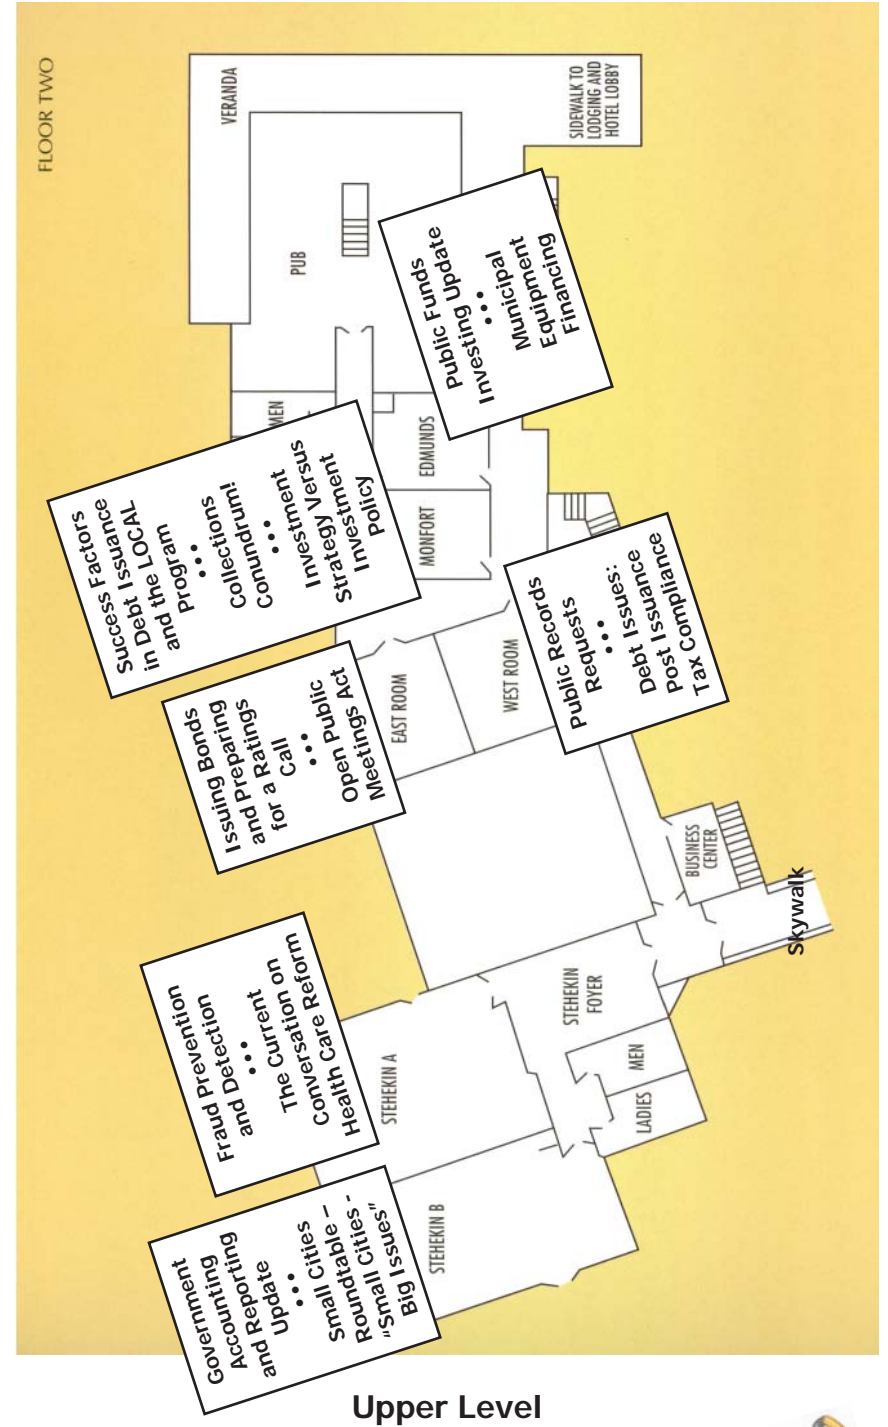 FLOOR TWO
VERANDA
SIDEWALK TO
LODGING AND
HOTEL LOBBY
PUB
Public Funds
Investing Update
•••
Municipal
Equipment
Financing
MEN
EDMUNDS
MONFORT
Success Factors
in Debt Issuance
and the LOCAL
Program
•••
Collections
Conundrum!
•••
Investment
Strategy Versus
Investment
Policy
Public Records
Requests
•••
Debt Issues:
Post Issuance
Tax Compliance
EAST ROOM
WEST ROOM
Issuing Bonds
and Preparing
for a Ratings
Call
•••
Open Public
Meetings Act
BUSINESS
CENTER
Skywalk
STEHEKIN
FOYER
MEN
LADIES
STEHEKIN A
Fraud Prevention
and Detection
•••
The Current
Conversation on
Health Care Reform
STEHEKIN B
Government
Accounting
and Reporting
Update
•••
Small Cities
Roundtable –
"Small Cities -
Big Issues"
Upper Level